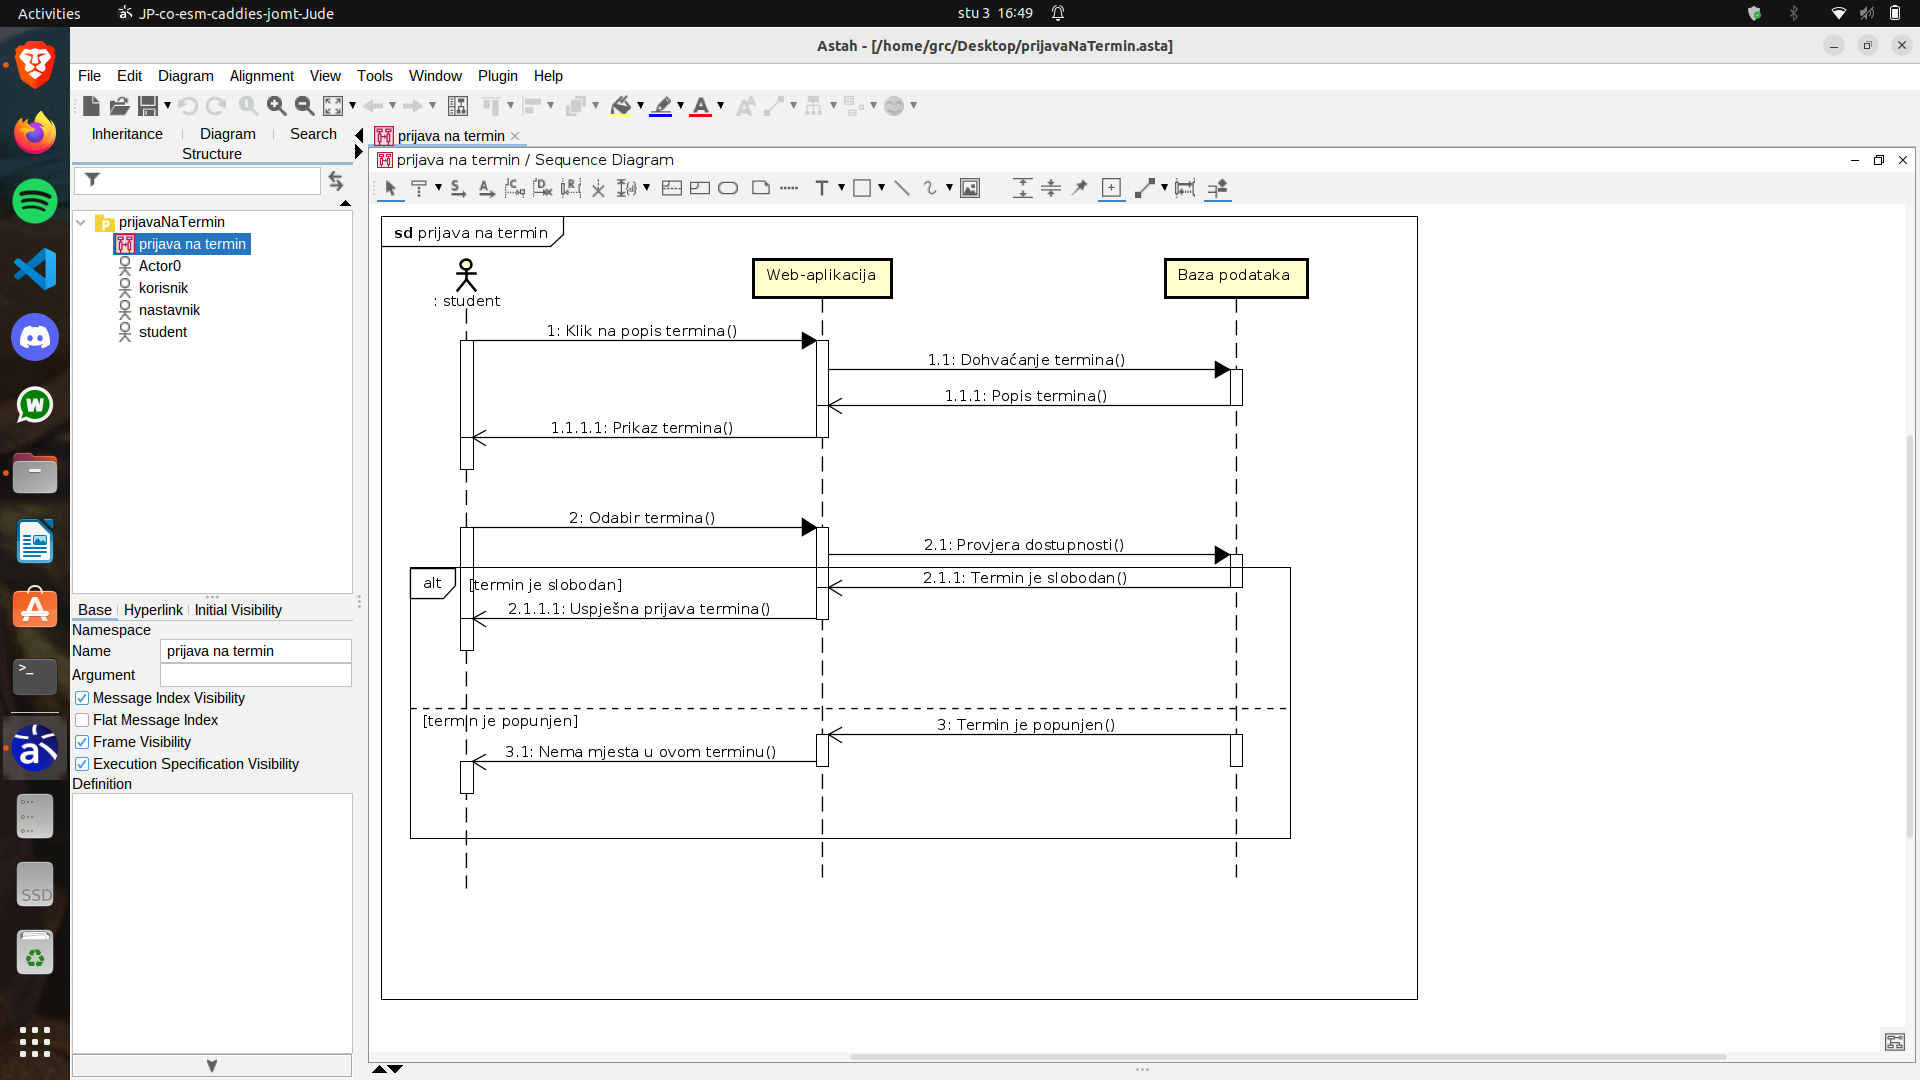 Activities
JP-co-esm-caddies-jomt-Jude
stu 3 16:49
Astah - [/home/grc/Desktop/prijavaNaTermin.asta]
File Edit Diagram Alignment View Tools Window Plugin Help
Inheritance Diagram Search
Structure
prijava na termin
prijava na termin / Sequence Diagram
prijavaNaTermin
prijava na termin
Actor0
korisnik
nastavnik
student
Base Hyperlink Initial Visibility
Namespace
Name prijava na termin
Argument
Message Index Visibility
Flat Message Index
Frame Visibility
Execution Specification Visibility
Definition
SSD
sd prijava na termin
: student
Web-aplikacija
Baza podataka
1: Klik na popis termina()
1.1: Dohvaćanje termina()
1.1.1: Popis termina()
1.1.1.1: Prikaz termina()
2: Odabir termina()
2.1: Provjera dostupnosti()
alt
[termin je slobodan]
2.1.1: Termin je slobodan()
2.1.1.1: Uspješna prijava termina()
[termin je popunjen]
3: Termin je popunjen()
3.1: Nema mjesta u ovom terminu()